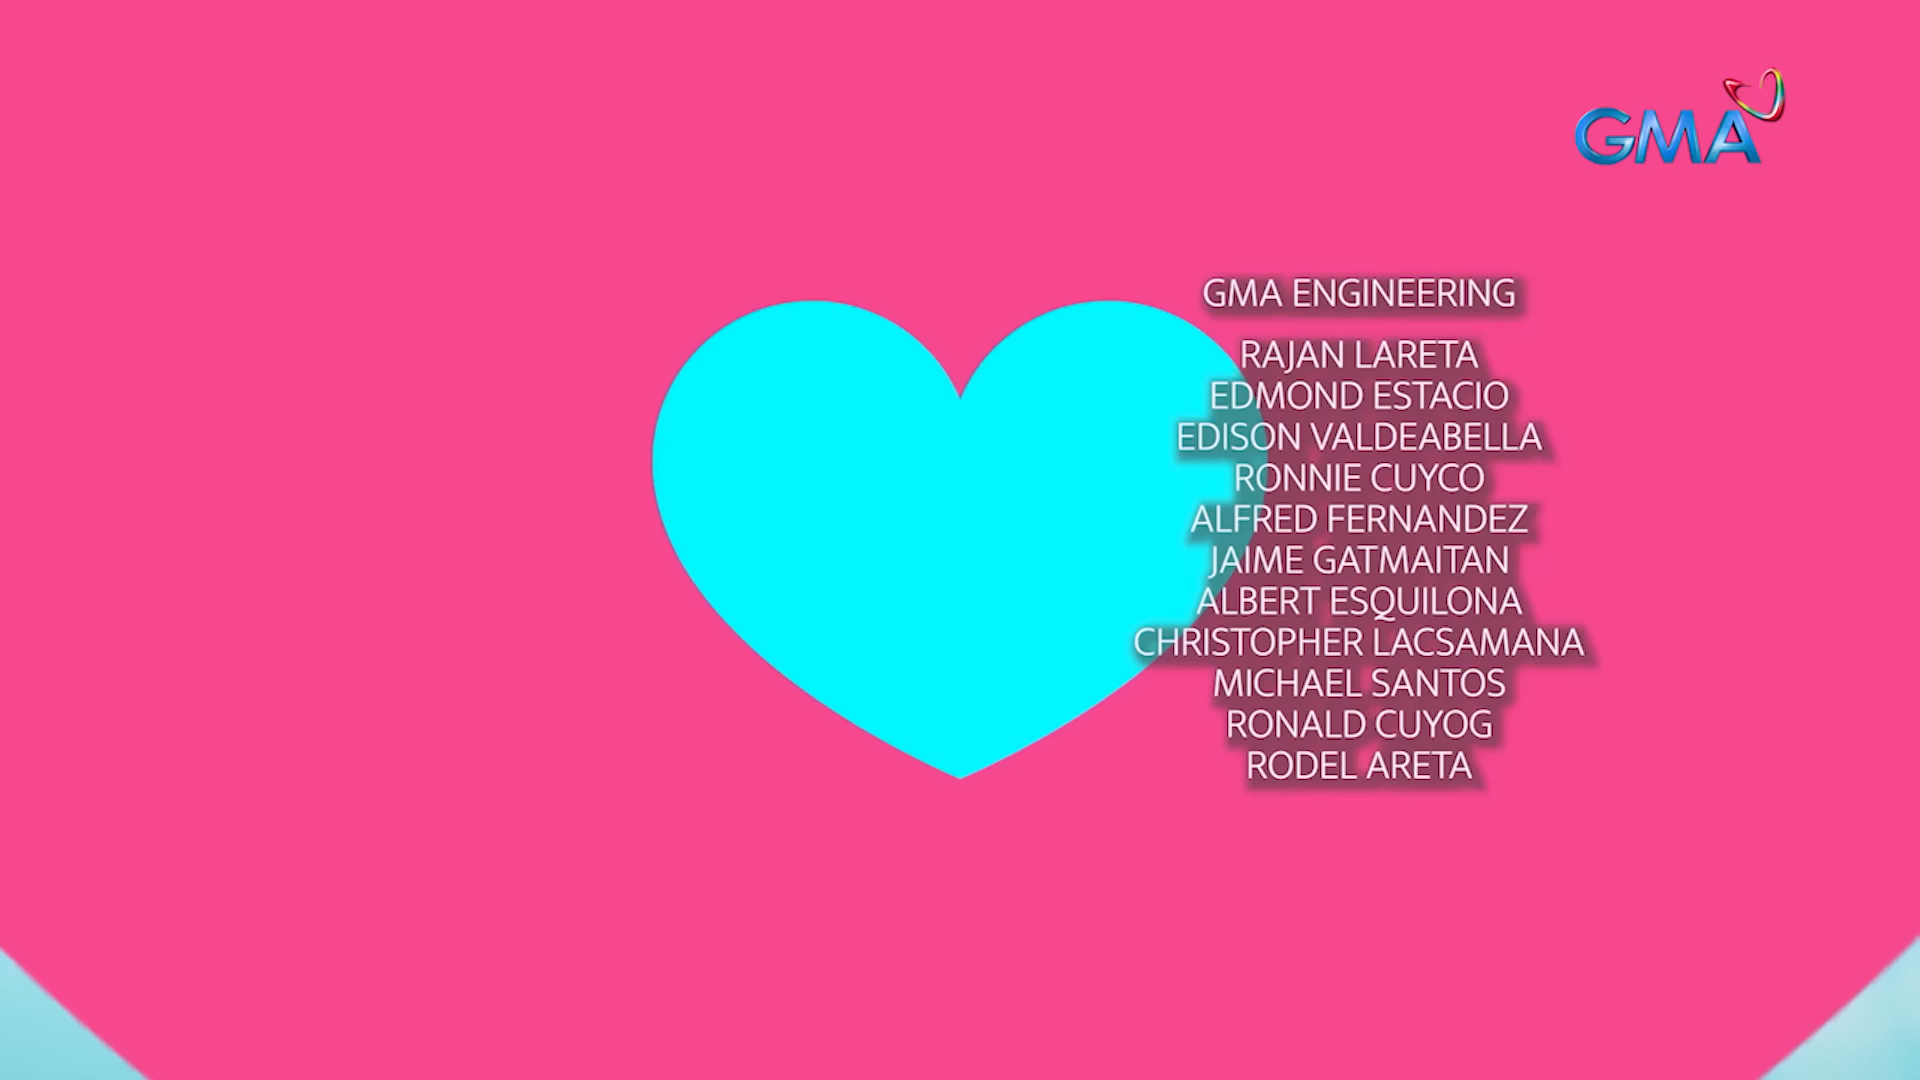 GMA
GMA ENGINEERING
RAJAN LARETA
EDMOND ESTACIO
EDISON VALDEABELLA
RONNIE CUYCO
ALFRED FERNANDEZ
JAIME GATMAITAN
ALBERT ESQUILONA
CHRISTOPHER LACSAMANA
MICHAEL SANTOS
RONALD CUYOG
RODEL ARETA